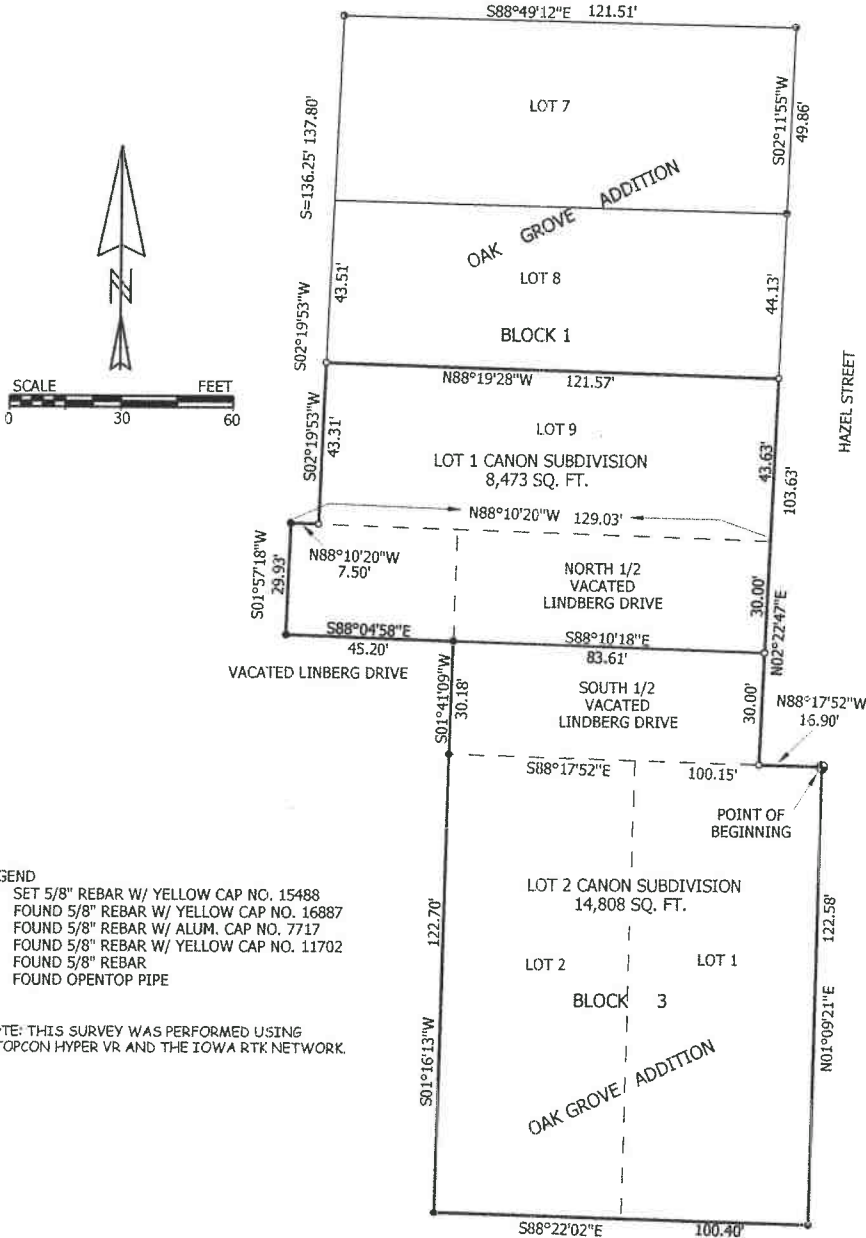 S88°49'12"E 121.51'
LOT 7
S02°11'55"W
49.86'
S=136.25' 137.80'
OAK GROVE ADDITION
LOT 8
43.51'
44.13'
S02°19'53"W
BLOCK 1
N
SCALE FEET
0 30 60
N88°19'28"W 121.57'
HAZEL STREET
S02°19'53"W
43.31'
LOT 9
LOT 1 CANON SUBDIVISION
8,473 SQ. FT.
43.63'
103.63'
N88°10'20"W 129.03'
N88°10'20"W
7.50'
S01°57'18"W
29.93'
NORTH 1/2
VACATED
LINDBERG DRIVE
30.00'
N02°22'47"E
S88°04'58"E
45.20'
S88°10'18"E
83.61'
VACATED LINBERG DRIVE
S01°41'09"W
30.18'
SOUTH 1/2
VACATED
LINDBERG DRIVE
30.00'
N88°17'52"W
16.90'
S88°17'52"E 100.15'
POINT OF
BEGINNING
GEND
SET 5/8" REBAR W/ YELLOW CAP NO. 15488
FOUND 5/8" REBAR W/ YELLOW CAP NO. 16887
FOUND 5/8" REBAR W/ ALUM. CAP NO. 7717
FOUND 5/8" REBAR W/ YELLOW CAP NO. 11702
FOUND 5/8" REBAR
FOUND OPENTOP PIPE
TE: THIS SURVEY WAS PERFORMED USING
TOPCON HYPER VR AND THE IOWA RTK NETWORK.
LOT 2 CANON SUBDIVISION
14,808 SQ. FT.
122.70'
S01°16'13"W
LOT 2
LOT 1
BLOCK 3
122.58'
N01°09'21"E
OAK GROVE ADDITION
S88°22'02"E 100.40'